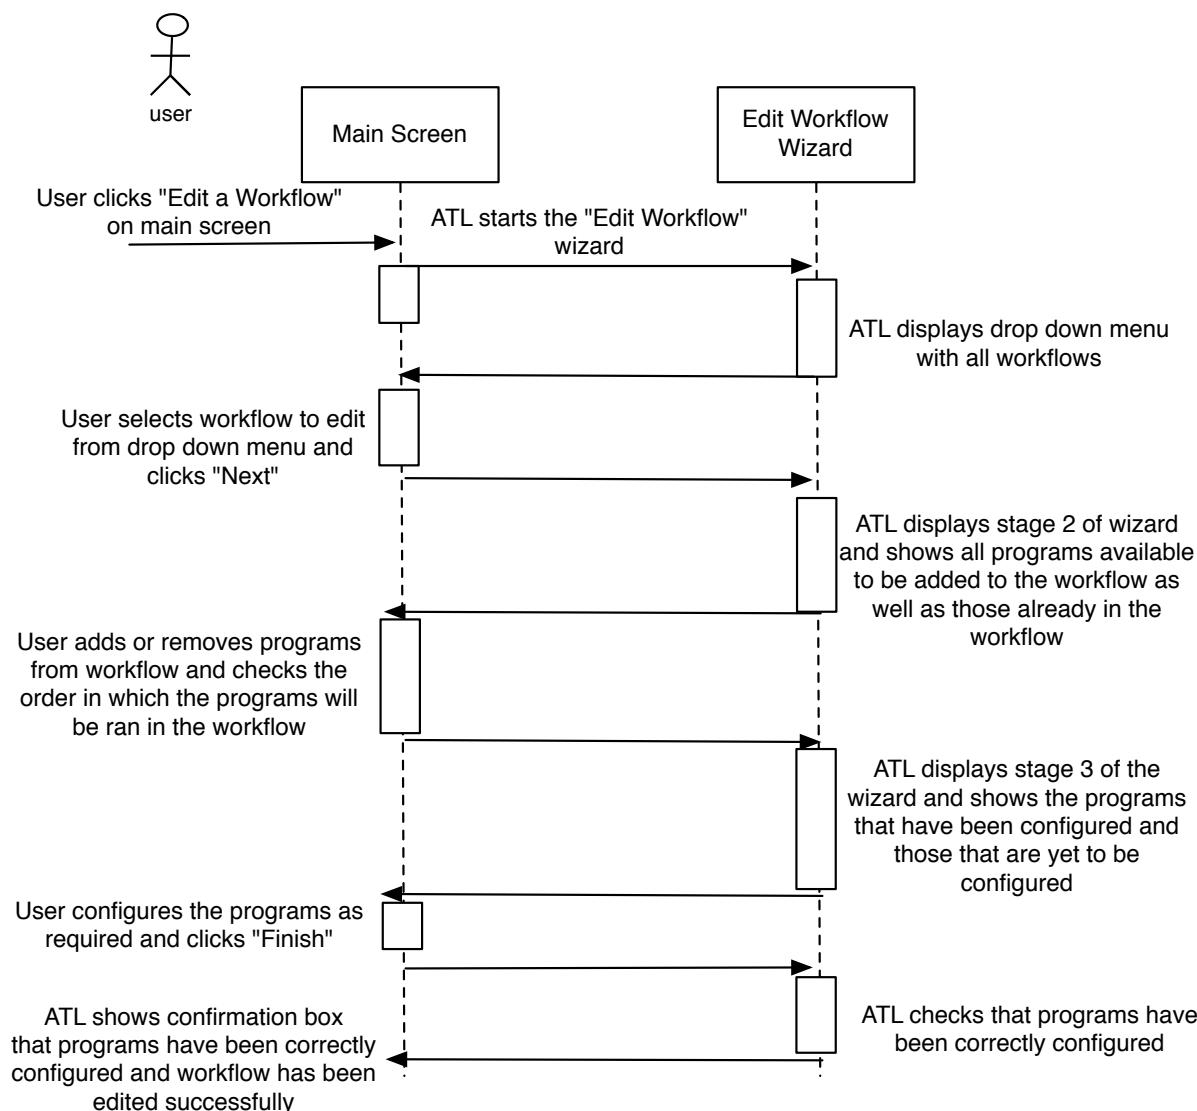 user
Main Screen
Edit Workflow
Wizard
User clicks "Edit a Workflow"
on main screen
ATL starts the "Edit Workflow"
wizard
ATL displays drop down menu
with all workflows
User selects workflow to edit
from drop down menu and
clicks "Next"
ATL displays stage 2 of wizard
and shows all programs available
to be added to the workflow as
well as those already in the
workflow
User adds or removes programs
from workflow and checks the
order in which the programs will
be ran in the workflow
ATL displays stage 3 of the
wizard and shows the programs
that have been configured and
those that are yet to be
configured
User configures the programs as
required and clicks "Finish"
ATL checks that programs have
been correctly configured
ATL shows confirmation box
that programs have been correctly
configured and workflow has been
edited successfully